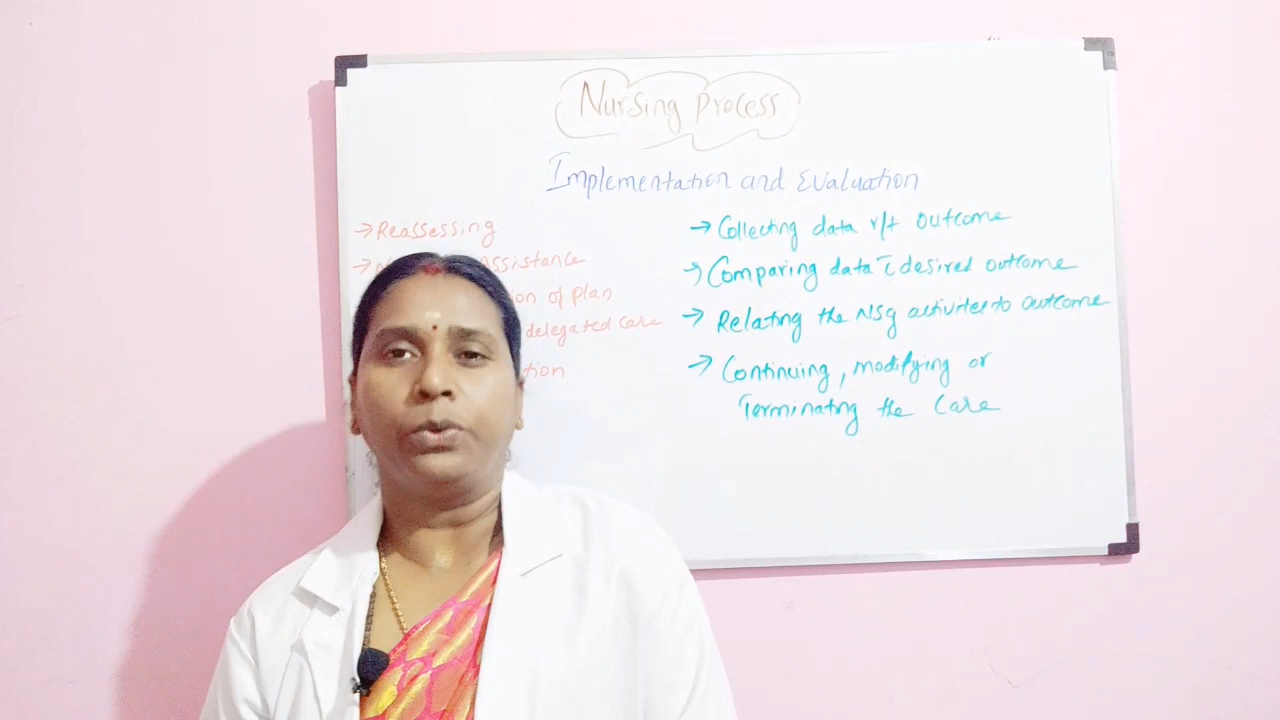 Nursing Process
Implementation and Evaluation
→ Reassessing
→ Assistance
on of plan
delegated care
tion
→ Collecting data r/t outcome
→ Comparing data c̄ desired outcome
→ Relating the NSg activities to outcome
→ Continuing, modifying or
Terminating the Care